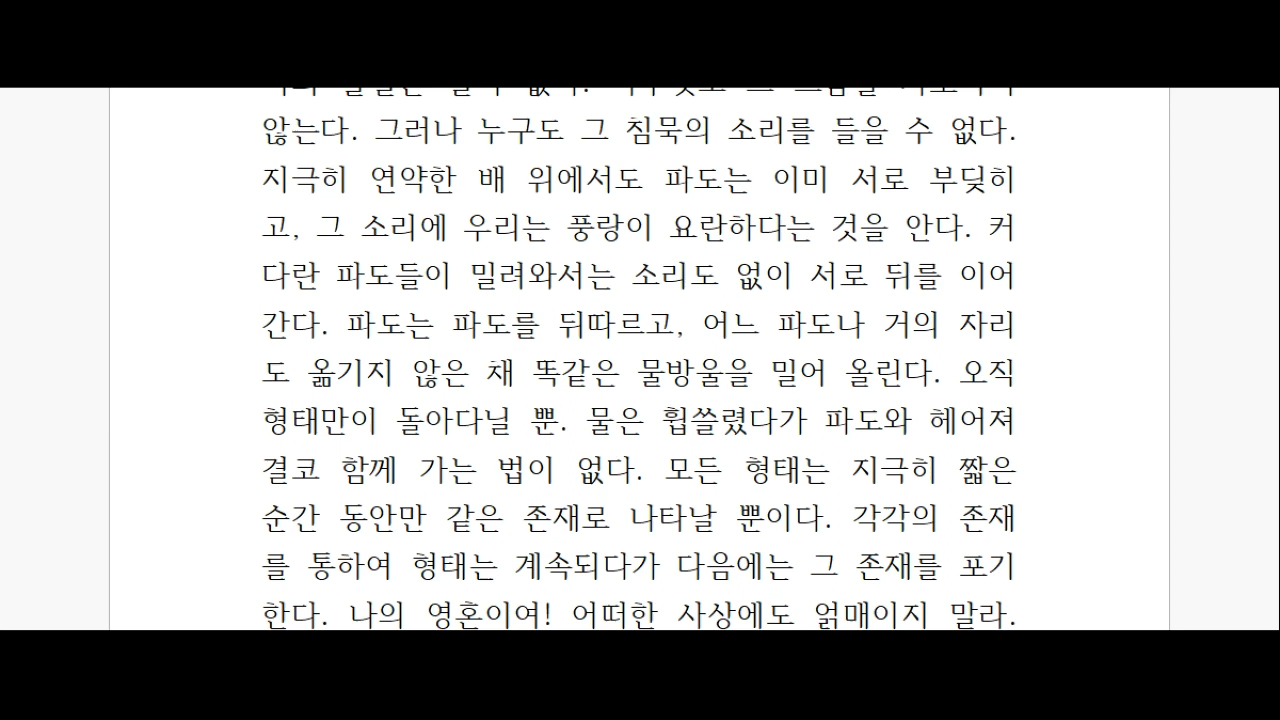 않는다. 그러나 누구도 그 침묵의 소리를 들을 수 없다.
지극히 연약한 배 위에서도 파도는 이미 서로 부딪히
고, 그 소리에 우리는 풍랑이 요란하다는 것을 안다. 커
다란 파도들이 밀려와서는 소리도 없이 서로 뒤를 이어
간다. 파도는 파도를 뒤따르고, 어느 파도나 거의 자리
도 옮기지 않은 채 똑같은 물방울을 밀어 올린다. 오직
형태만이 돌아다닐 뿐. 물은 휩쓸렸다가 파도와 헤어져
결코 함께 가는 법이 없다. 모든 형태는 지극히 짧은
순간 동안만 같은 존재로 나타날 뿐이다. 각각의 존재
를 통하여 형태는 계속되다가 다음에는 그 존재를 포기
한다. 나의 영혼이여! 어떠한 사상에도 얽매이지 말라.